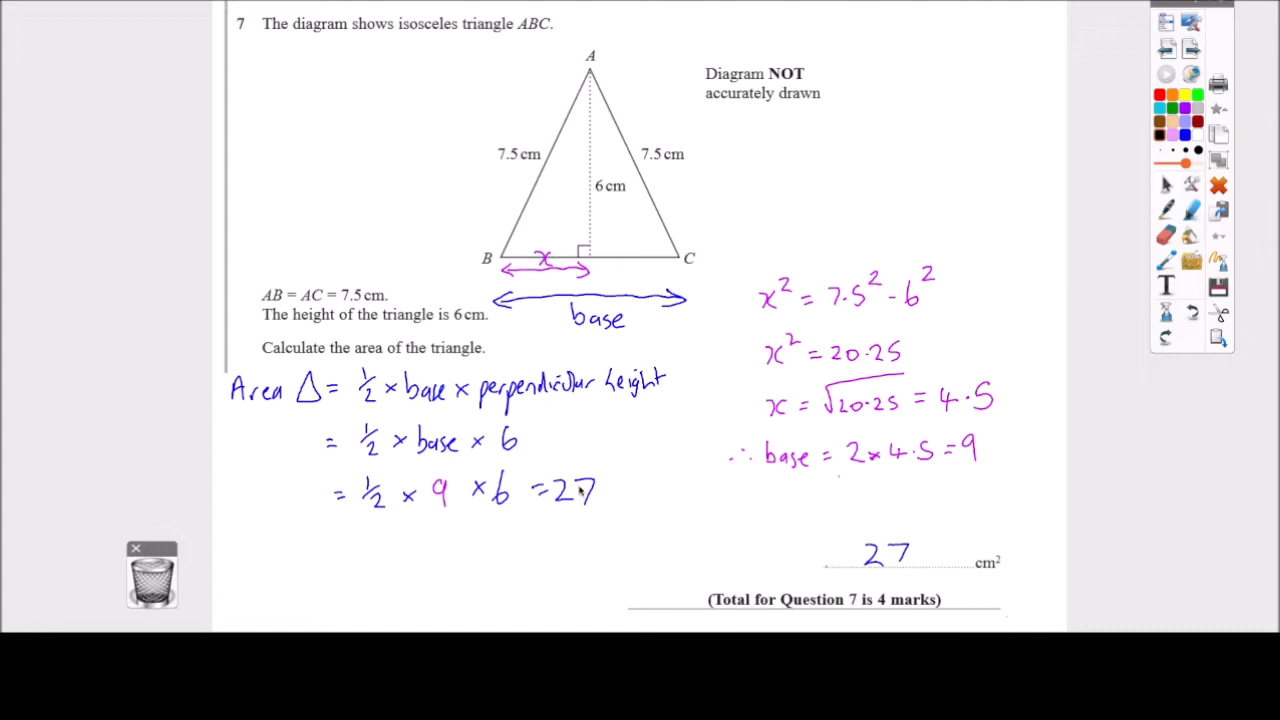 7 The diagram shows isosceles triangle ABC.
A
Diagram NOT
accurately drawn
7.5 cm
7.5 cm
6 cm
B
x
C
base
AB = AC = 7.5 cm.
The height of the triangle is 6 cm.
Calculate the area of the triangle.
Area Δ = 1/2 × base × perpendicular height
= 1/2 × base × 6
= 1/2 × 9 × 6 = 27
x² = 7.5² - 6²
x² = 20.25
x = √20.25 = 4.5
∴ base = 2 × 4.5 = 9
27 cm²
(Total for Question 7 is 4 marks)
T